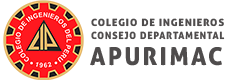 COLEGIO DE INGENIEROS DEL PERU
• 1962 •
COLEGIO DE INGENIEROS
CONSEJO DEPARTAMENTAL
APURIMAC